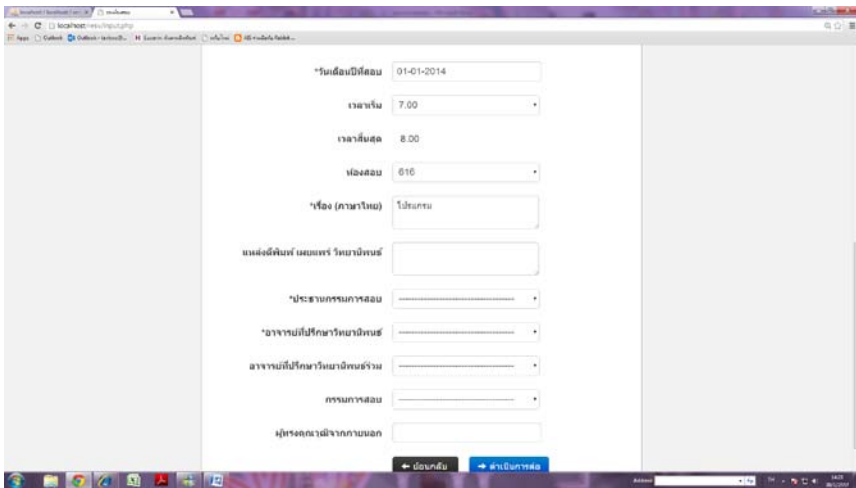 localhost/esu/input.php
Apps
Outlook
*วันเดือนปีที่สอบ 01-01-2014
เวลาเริ่ม 7.00
เวลาสิ้นสุด 8.00
ห้องสอบ 616
*เรื่อง (ภาษาไทย) โปรแกรม
แหล่งตีพิมพ์ เผยแพร่ วิทยานิพนธ์
*ประธานกรรมการสอบ
*อาจารย์ที่ปรึกษาวิทยานิพนธ์
อาจารย์ที่ปรึกษาวิทยานิพนธ์ร่วม
กรรมการสอบ
ผู้ทรงคุณวุฒิจากภายนอก
← ย้อนกลับ → ดำเนินการต่อ
Address TH